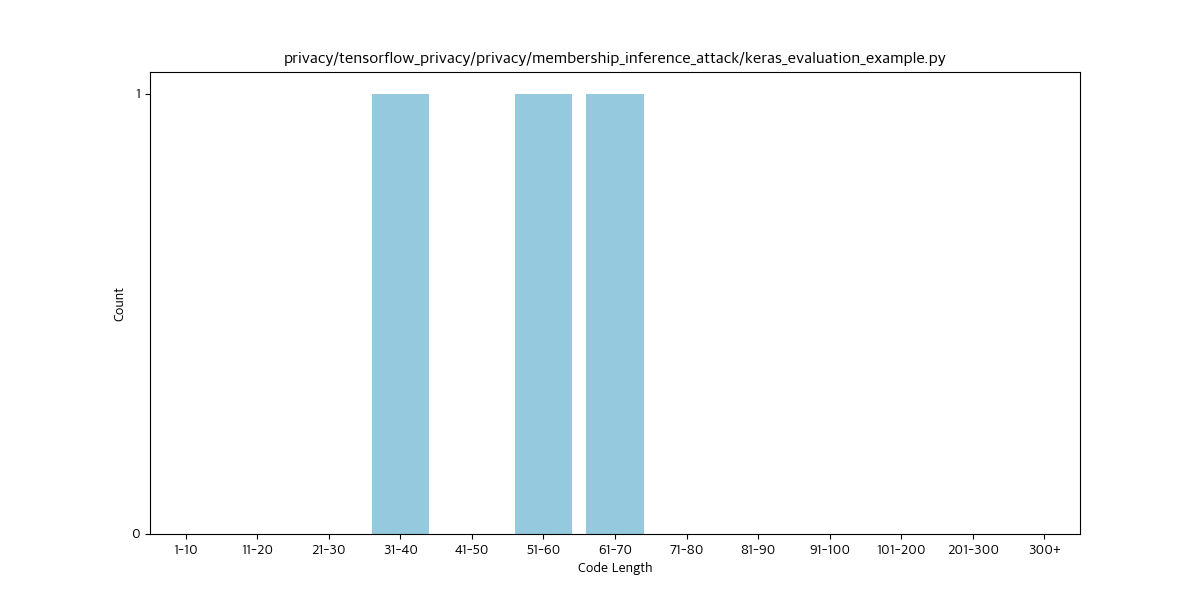 privacy/tensorflow_privacy/privacy/membership_inference_attack/keras_evaluation_example.py
1
Count
0
1-10 11-20 21-30 31-40 41-50 51-60 61-70 71-80 81-90 91-100 101-200 201-300 300+
Code Length